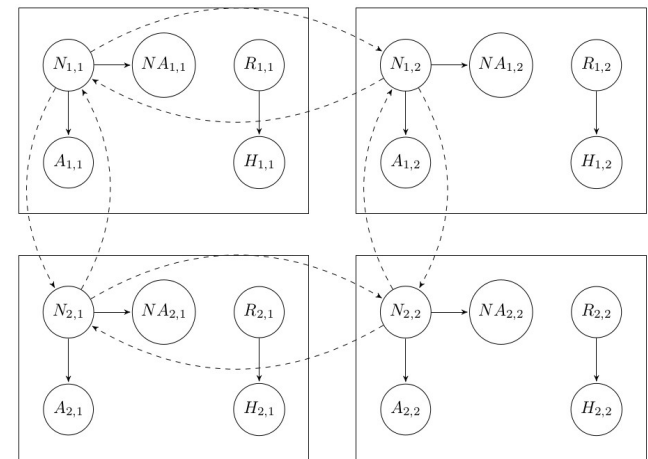 N1,1 NA1,1 R1,1 N1,2 NA1,2 R1,2
A1,1 H1,1 A1,2 H1,2
N2,1 NA2,1 R2,1 N2,2 NA2,2 R2,2
A2,1 H2,1 A2,2 H2,2